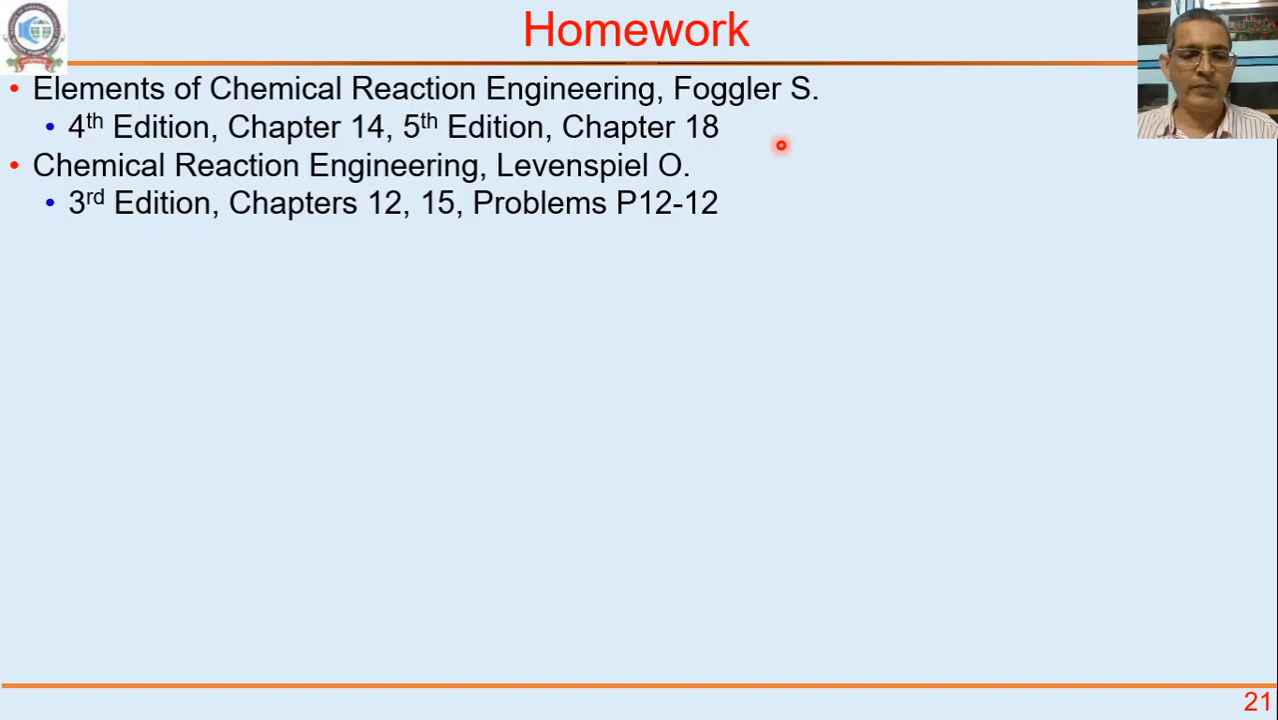 Homework
• Elements of Chemical Reaction Engineering, Foggler S.
• 4th Edition, Chapter 14, 5th Edition, Chapter 18
• Chemical Reaction Engineering, Levenspiel O.
• 3rd Edition, Chapters 12, 15, Problems P12-12
21